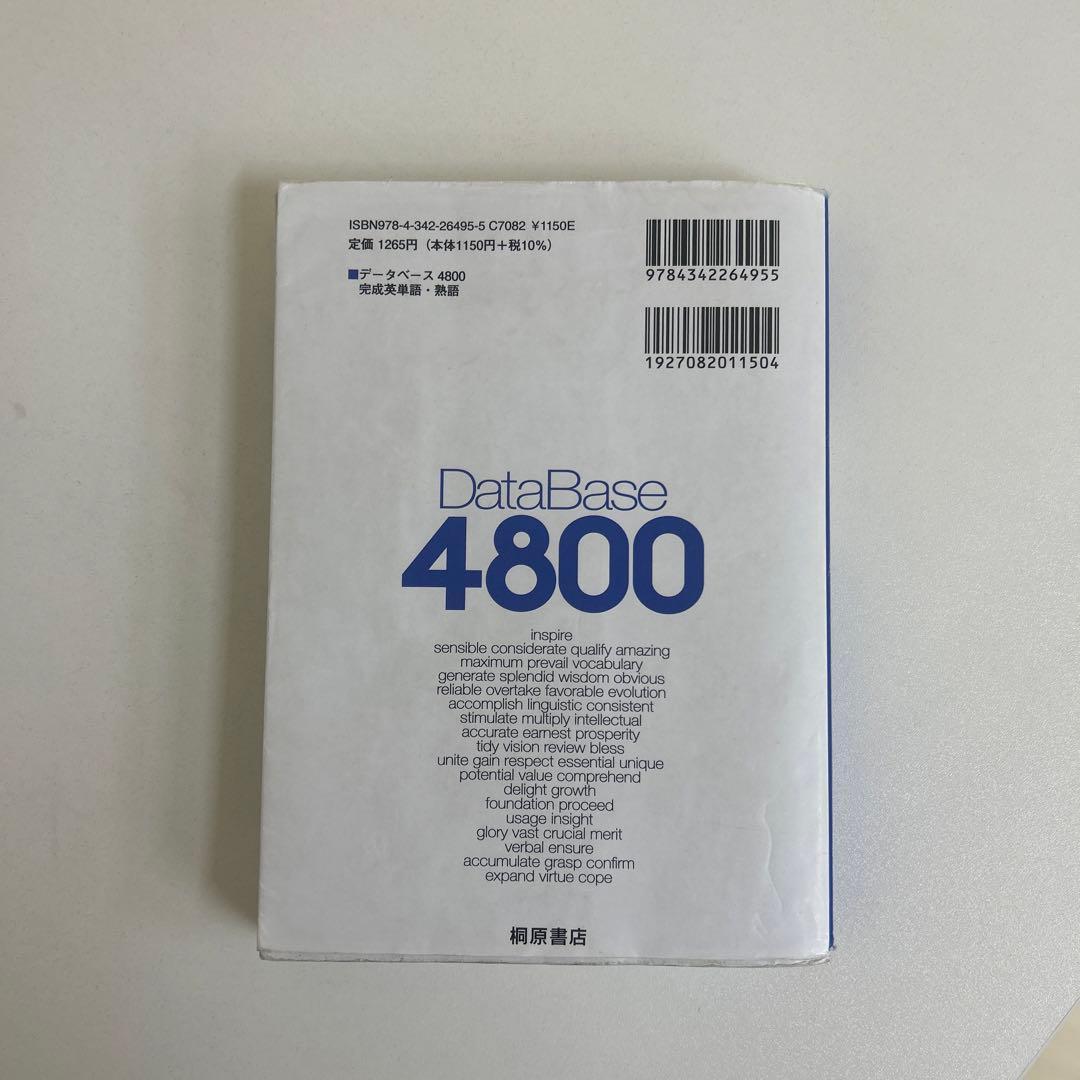 ISBN978-4-342-26495-5 C7082 ¥1150E
定価 1265円（本体1150円＋税10%）
■データベース 4800
完成英単語・熟語
9784342264955
1927082011504
DataBase
4800
inspire
sensible considerate qualify amazing
maximum prevail vocabulary
generate splendid wisdom obvious
reliable overtake favorable evolution
accomplish linguistic consistent
stimulate multiply intellectual
accurate earnest prosperity
tidy vision review bless
unite gain respect essential unique
potential value comprehend
delight growth
foundation proceed
usage insight
glory vast crucial merit
verbal ensure
accumulate grasp confirm
expand virtue cope
桐原書店